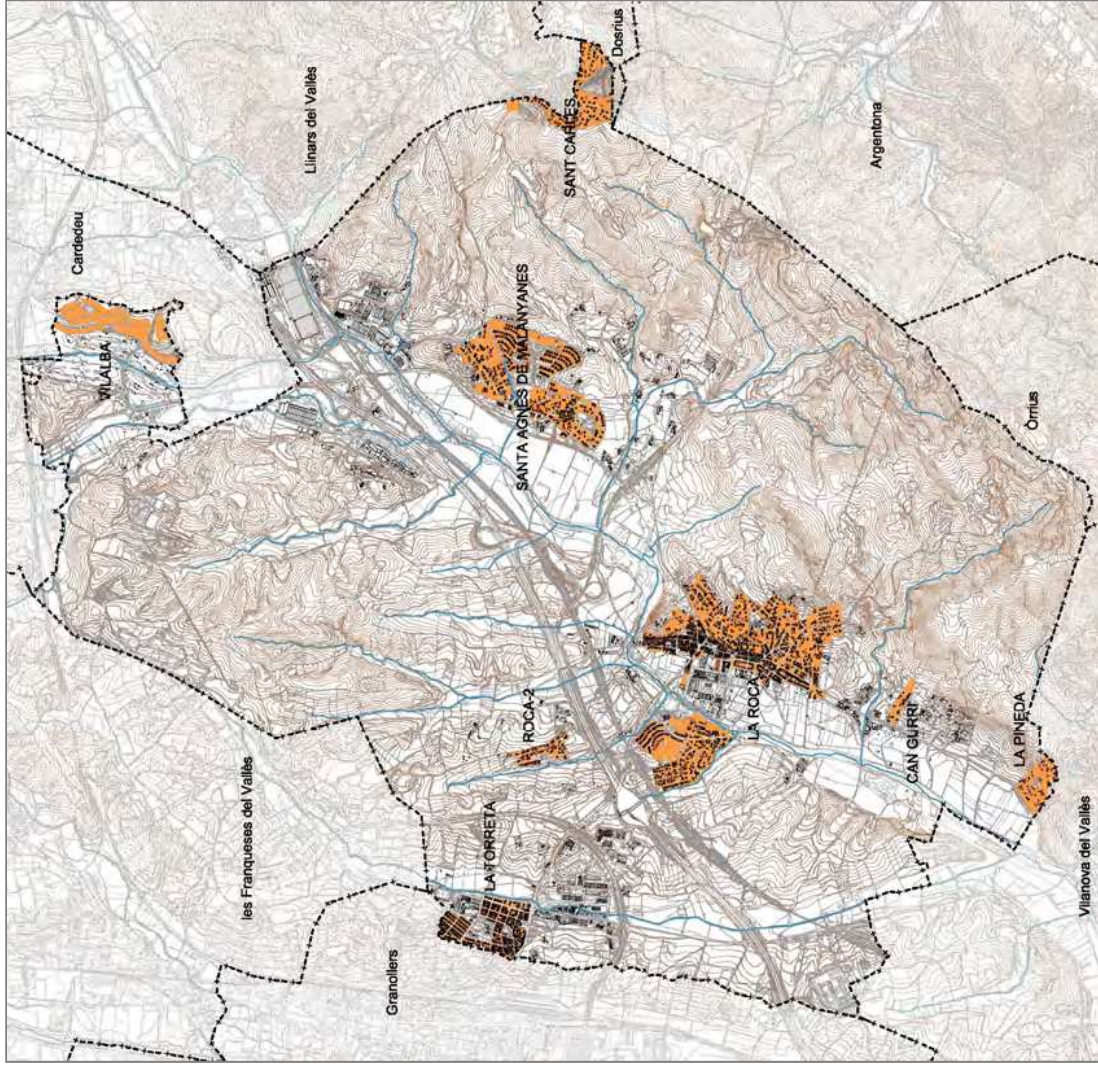 Cardedeu
VILALBA
les Franqueses del Vallès
Llinars del Vallès
Granollers
LA TORRETA
SANTA AGNÈS DE MALANYANES
ROCA-2
SANT CARLES
Dosrius
LA ROCA
Argentona
CAN GURRI
LA PINEDA
Òrrius
Vilanova del Vallès